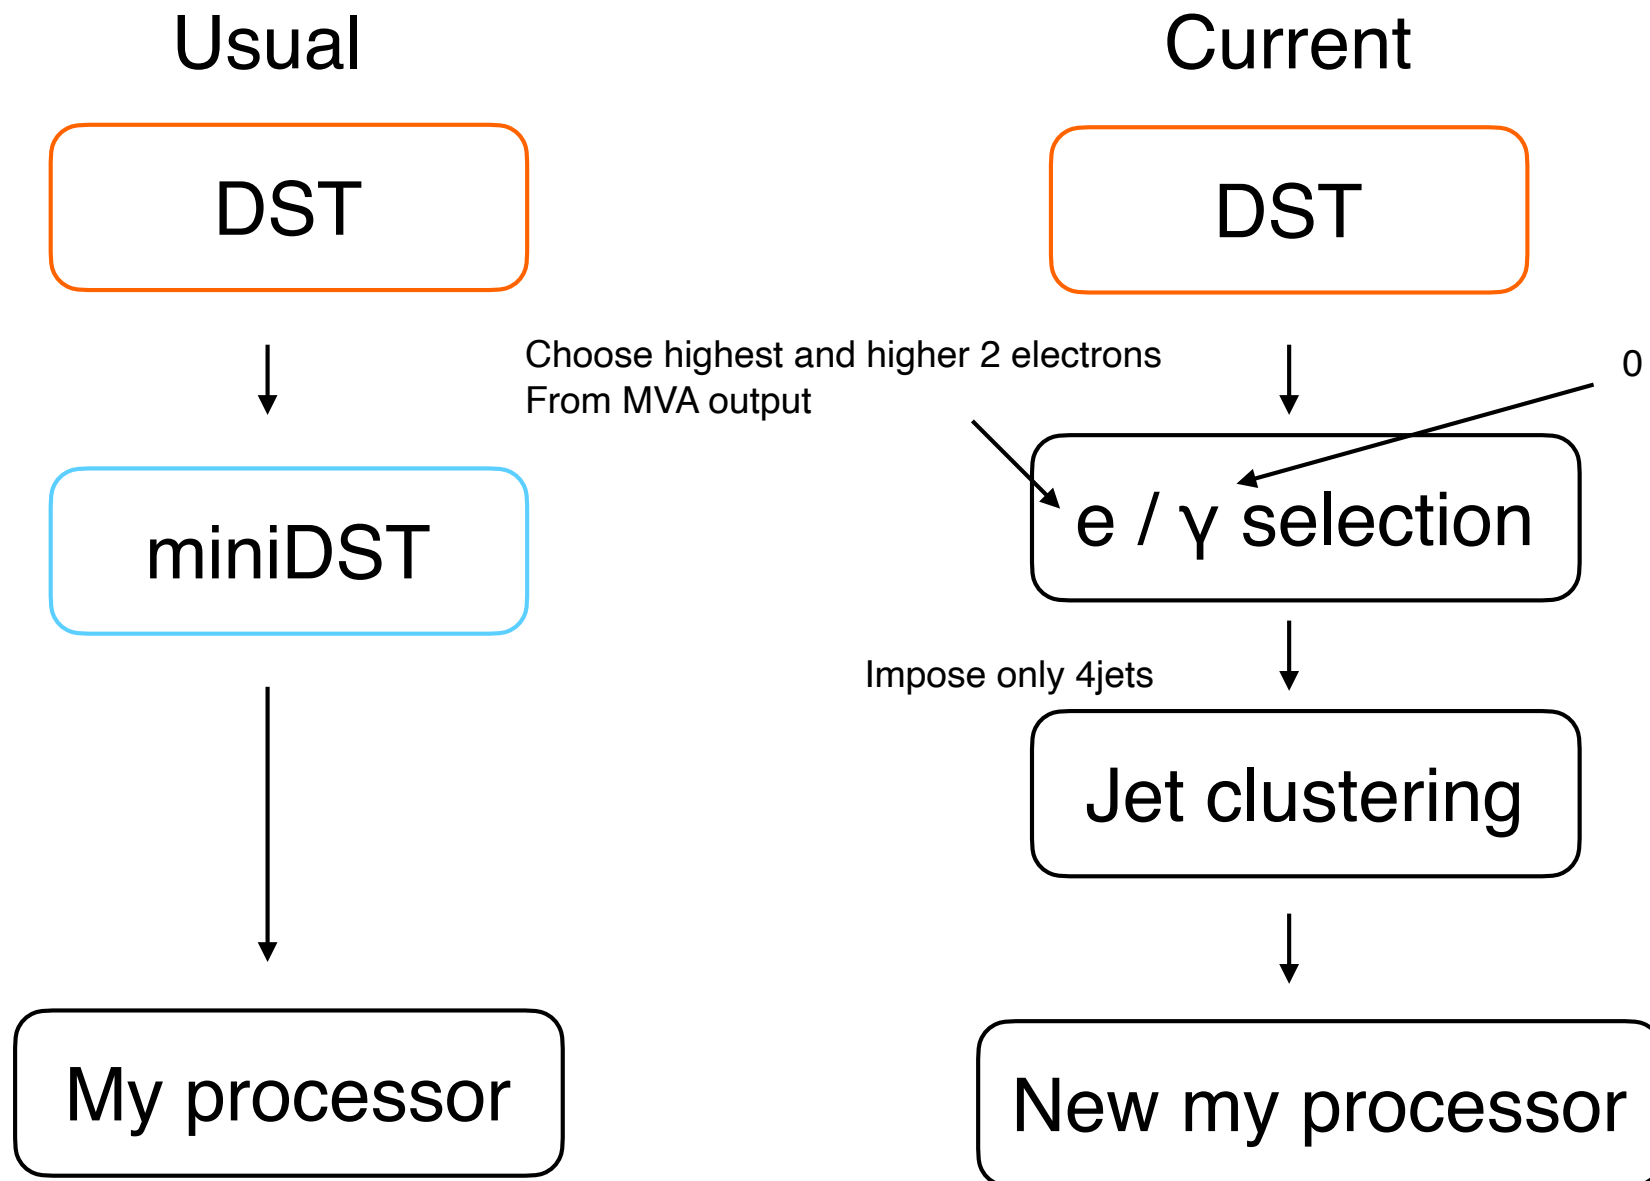 Usual
Current
DST
DST
Choose highest and higher 2 electrons
From MVA output
0
miniDST
e / γ selection
Impose only 4jets
Jet clustering
My processor
New my processor